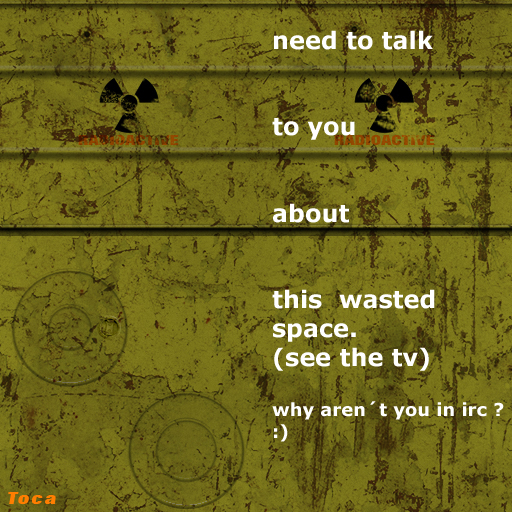 need to talk
RADIOACTIVE
to you
RADIOACTIVE
about
this  wasted
space.
(see the tv)
why aren´t you in irc ?
:)
Toca